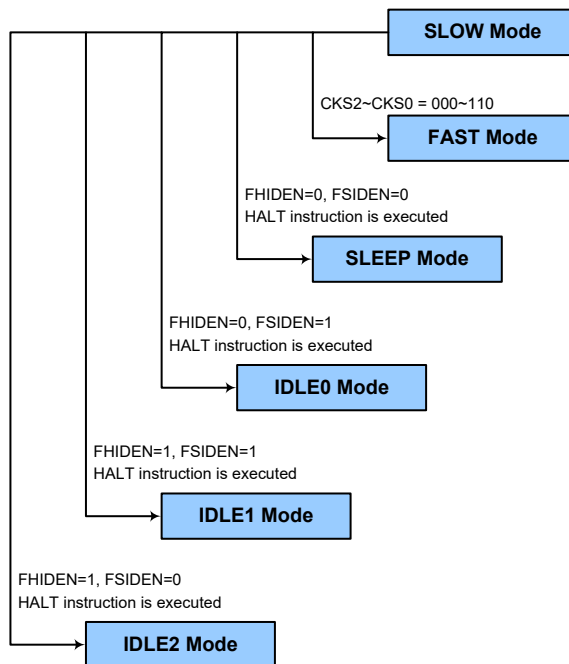 SLOW Mode
CKS2~CKS0 = 000~110
FAST Mode
FHIDEN=0, FSIDEN=0
HALT instruction is executed
SLEEP Mode
FHIDEN=0, FSIDEN=1
HALT instruction is executed
IDLE0 Mode
FHIDEN=1, FSIDEN=1
HALT instruction is executed
IDLE1 Mode
FHIDEN=1, FSIDEN=0
HALT instruction is executed
IDLE2 Mode